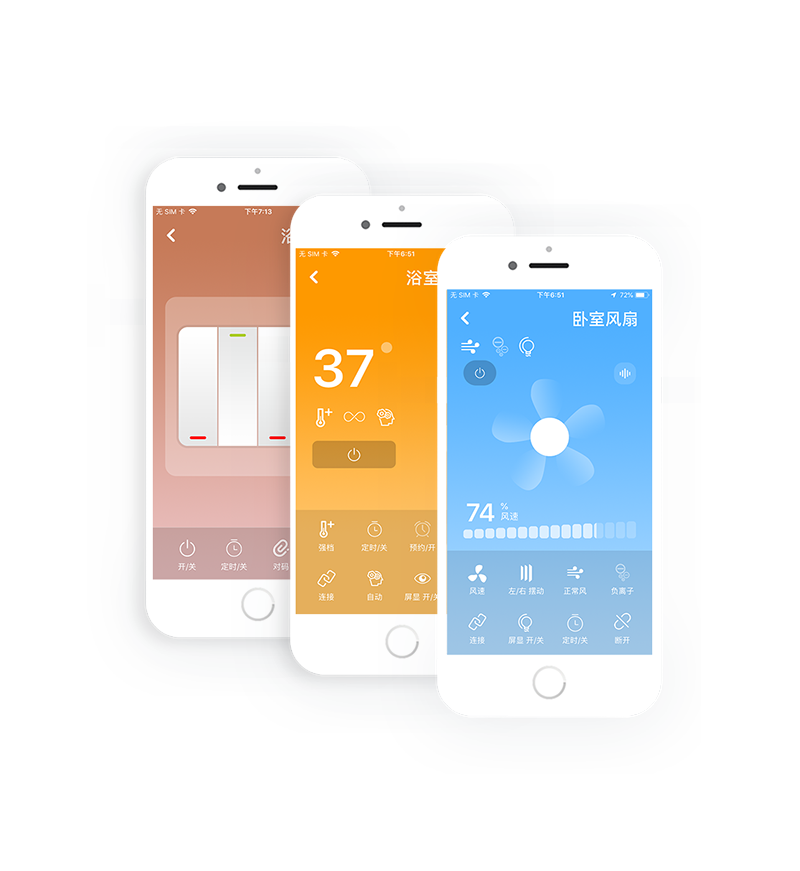 无 SIM 卡
下午7:13
浴
开/关
定时/关
对码
无 SIM 卡
下午6:51
浴室
37
强档
定时/关
预约/开
连接
自动
屏显 开/关
无 SIM 卡
下午6:51
72%
卧室风扇
74 %
风速
风速
左/右 摆动
正常风
负离子
连接
屏显 开/关
定时/关
断开